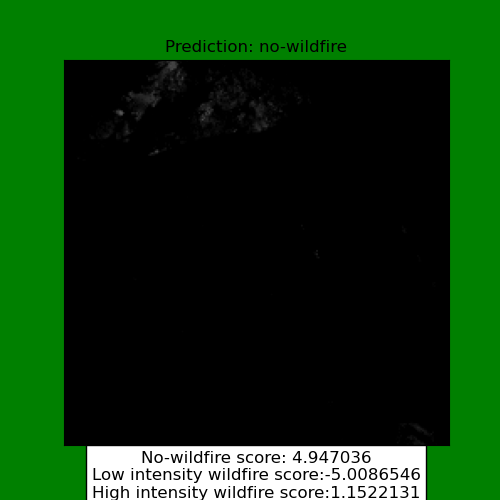 Prediction: no-wildfire
No-wildfire score: 4.947036
Low intensity wildfire score:-5.0086546
High intensity wildfire score:1.1522131